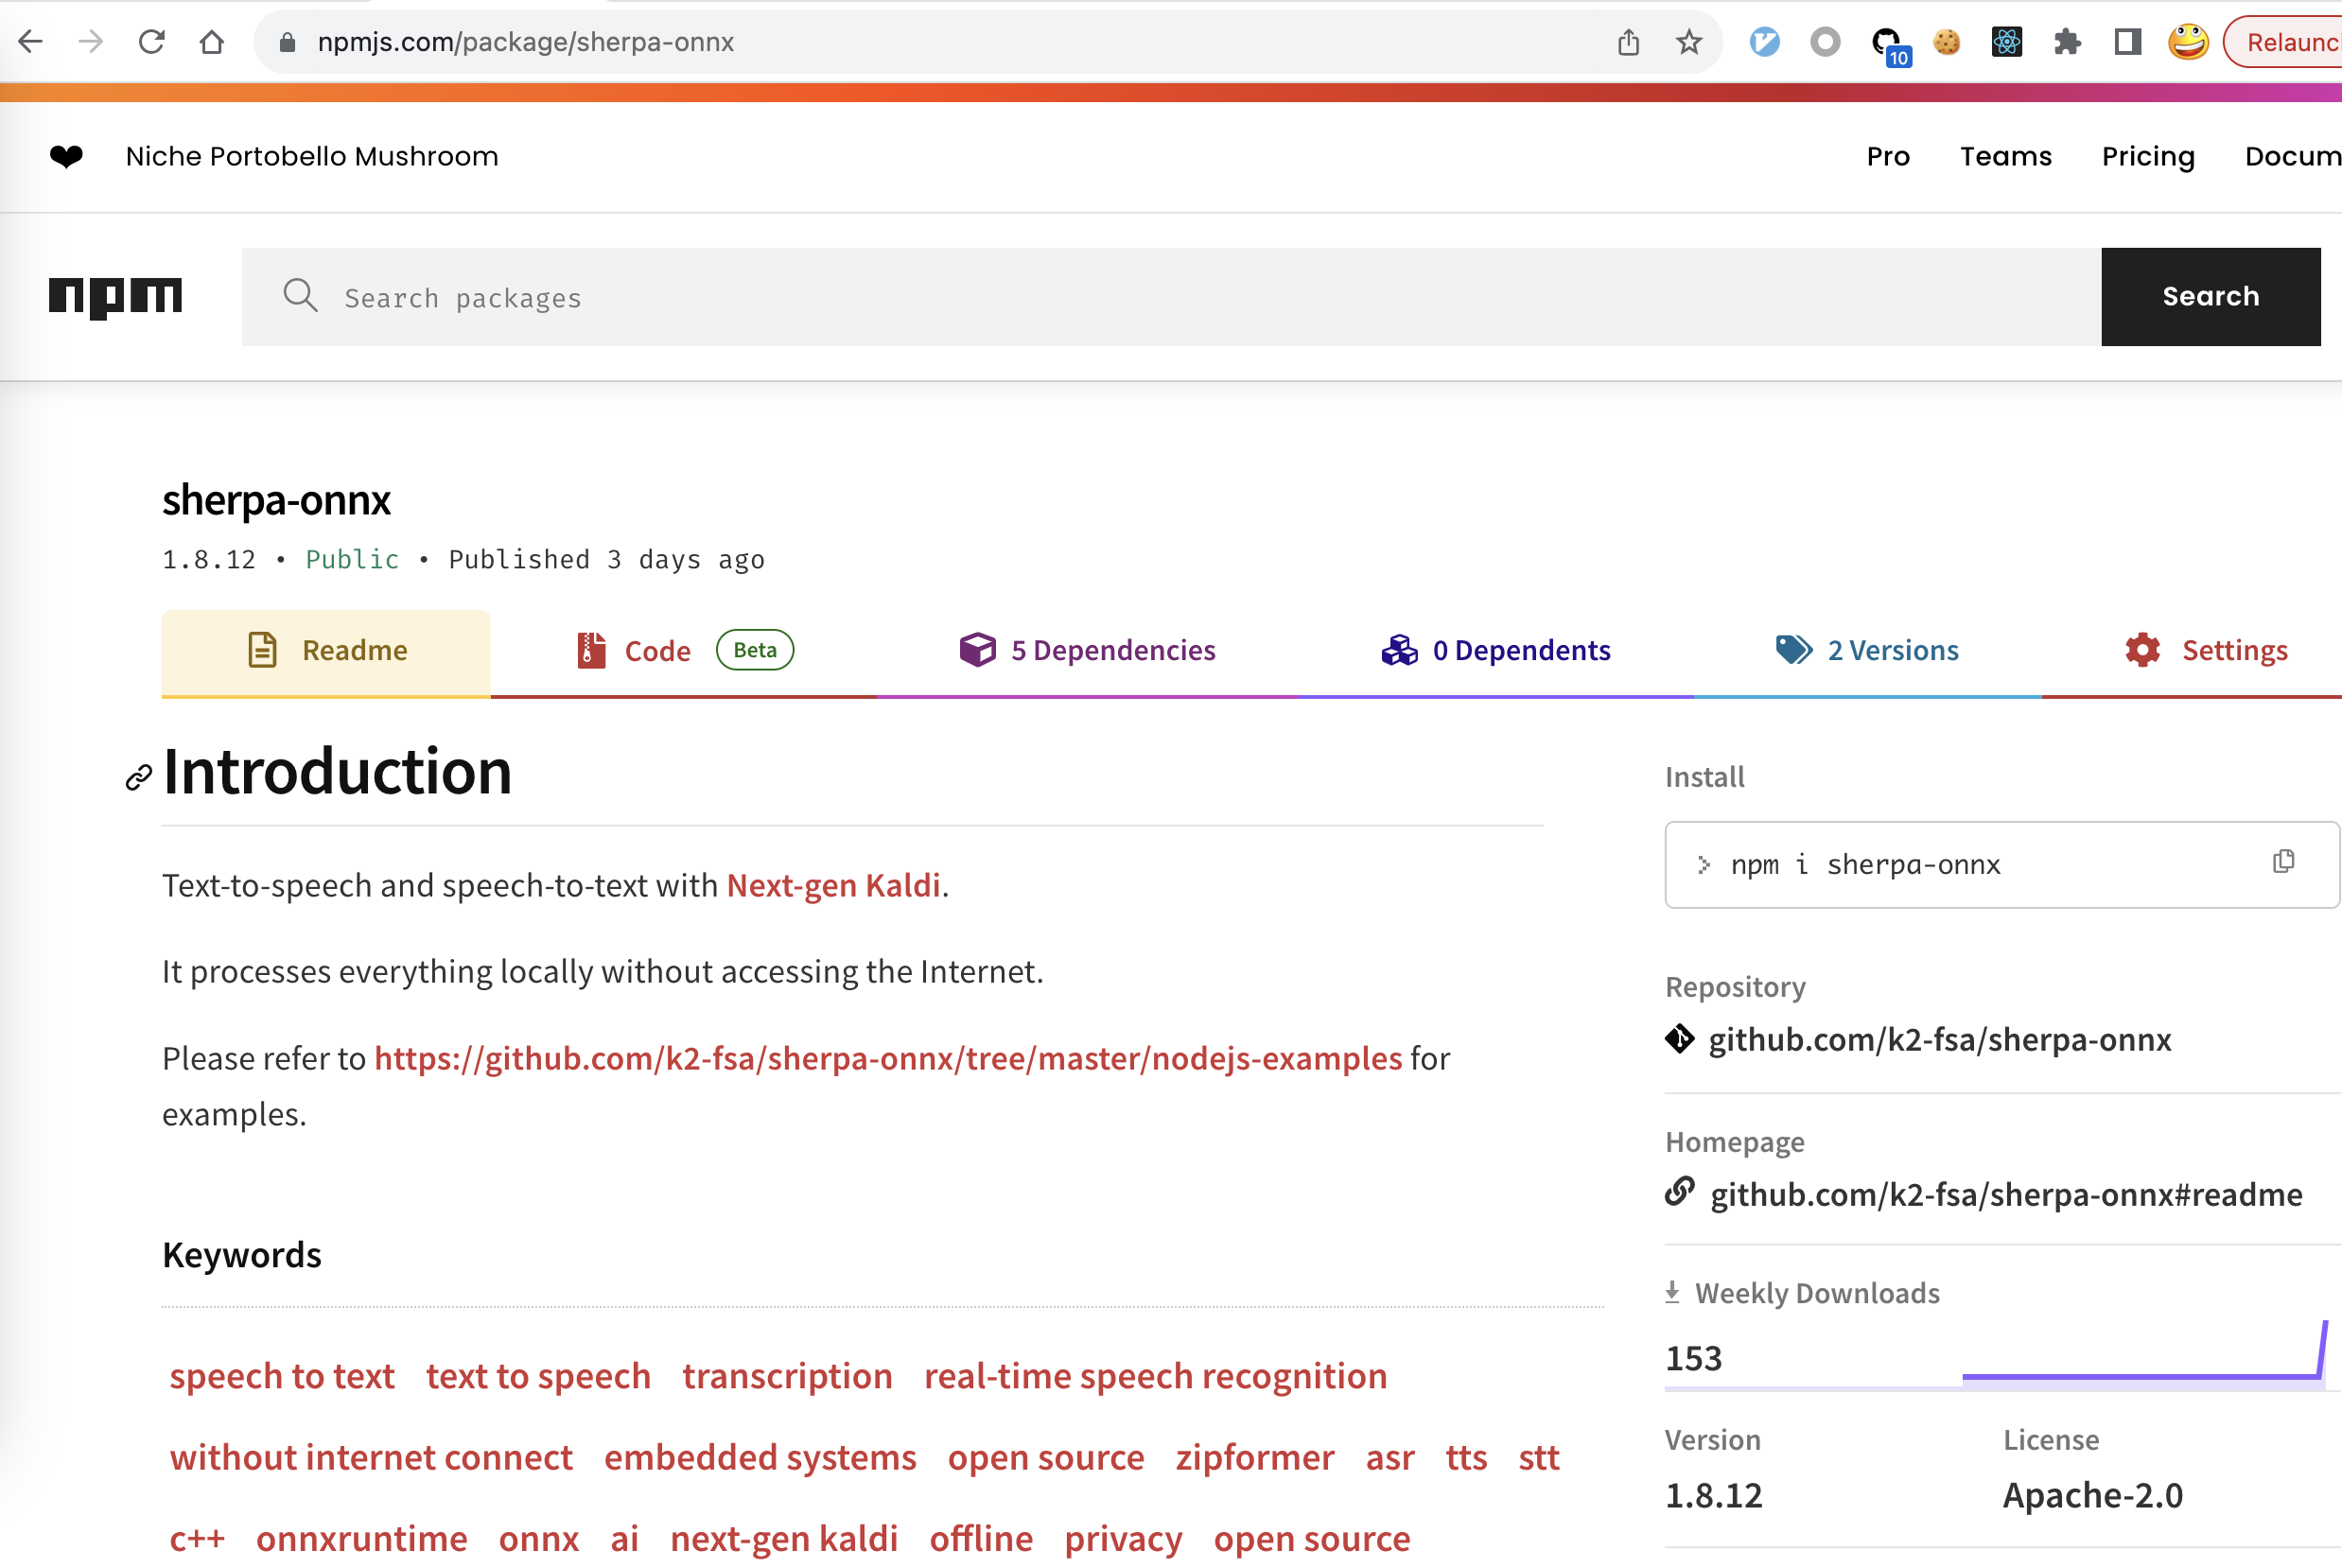 npmjs.com/package/sherpa-onnx
10
Relaunc
Niche Portobello Mushroom
Pro Teams Pricing Docum
npm
Search packages
Search
sherpa-onnx
1.8.12 • Public • Published 3 days ago
Readme
Code Beta
5 Dependencies
0 Dependents
2 Versions
Settings
Introduction
Text-to-speech and speech-to-text with Next-gen Kaldi.
It processes everything locally without accessing the Internet.
Please refer to https://github.com/k2-fsa/sherpa-onnx/tree/master/nodejs-examples for
examples.
Keywords
speech to text text to speech transcription real-time speech recognition
without internet connect embedded systems open source zipformer asr tts stt
c++ onnxruntime onnx ai next-gen kaldi offline privacy open source
Install
> npm i sherpa-onnx
Repository
github.com/k2-fsa/sherpa-onnx
Homepage
github.com/k2-fsa/sherpa-onnx#readme
Weekly Downloads
153
Version License
1.8.12 Apache-2.0